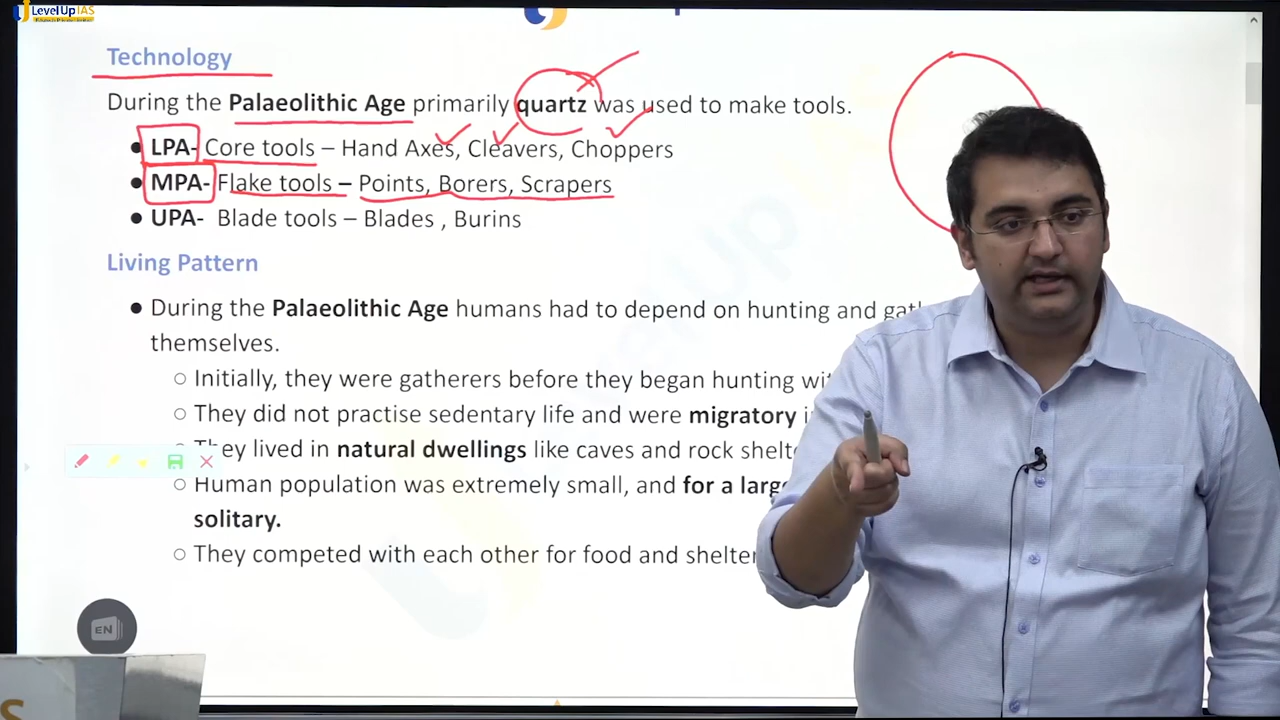 LevelUp IAS
Technology
During the Palaeolithic Age primarily quartz was used to make tools.
● LPA- Core tools – Hand Axes, Cleavers, Choppers
● MPA- Flake tools – Points, Borers, Scrapers
● UPA- Blade tools – Blades , Burins
Living Pattern
● During the Palaeolithic Age humans had to depend on hunting and
themselves.
○ Initially, they were gatherers before they began hunting
○ They did not practise sedentary life and were migratory
○ They lived in natural dwellings like caves and rock
○ Human population was extremely small, and for a
solitary.
○ They competed with each other for food and shelter
EN
S